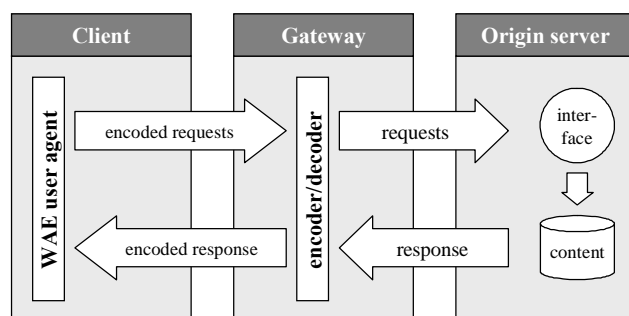 Client
Gateway
Origin server
WAE user agent
encoded requests
encoder/decoder
requests
inter-
face
encoded response
response
content